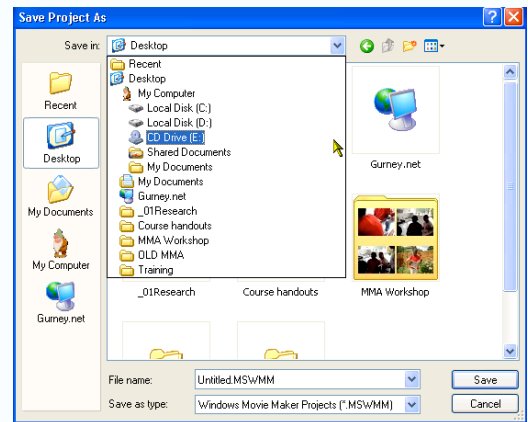 Save Project As
Save in: Desktop
Recent
Desktop
My Computer
Local Disk (C:)
Local Disk (D:)
CD Drive (E:)
Shared Documents
My Documents
My Documents
Gurney.net
_01Research
Course handouts
MMA Workshop
OLD MMA
Training
Recent
Desktop
My Documents
My Computer
Gurney.net
Gurney.net
_01Research Course handouts MMA Workshop
File name: Untitled.MSWMM Save
Save as type: Windows Movie Maker Projects (*.MSWMM) Cancel